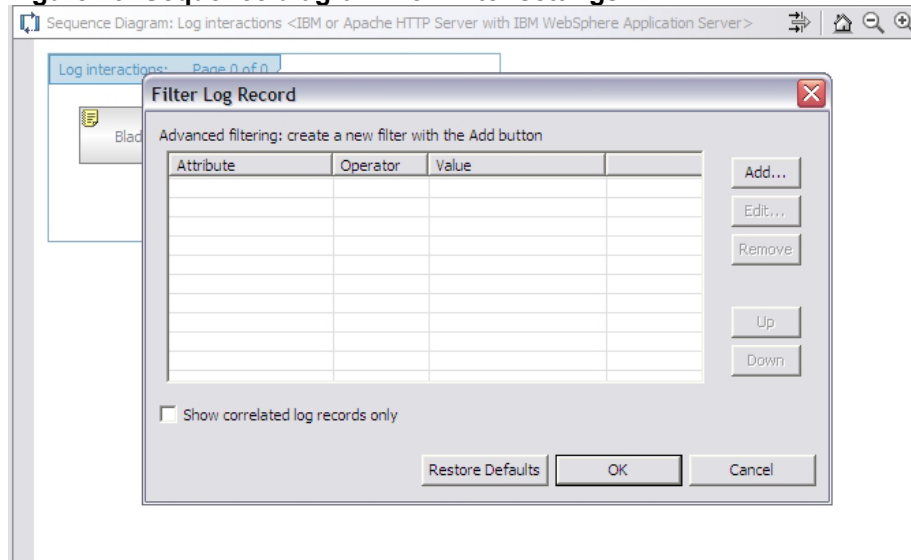 Sequence Diagram: Log interactions <IBM or Apache HTTP Server with IBM WebSphere Application Server>
Log interactions: Page 0 of 0
Filter Log Record
Blad
Advanced filtering: create a new filter with the Add button
Attribute Operator Value
Add...
Edit...
Remove
Up
Down
Show correlated log records only
Restore Defaults OK Cancel